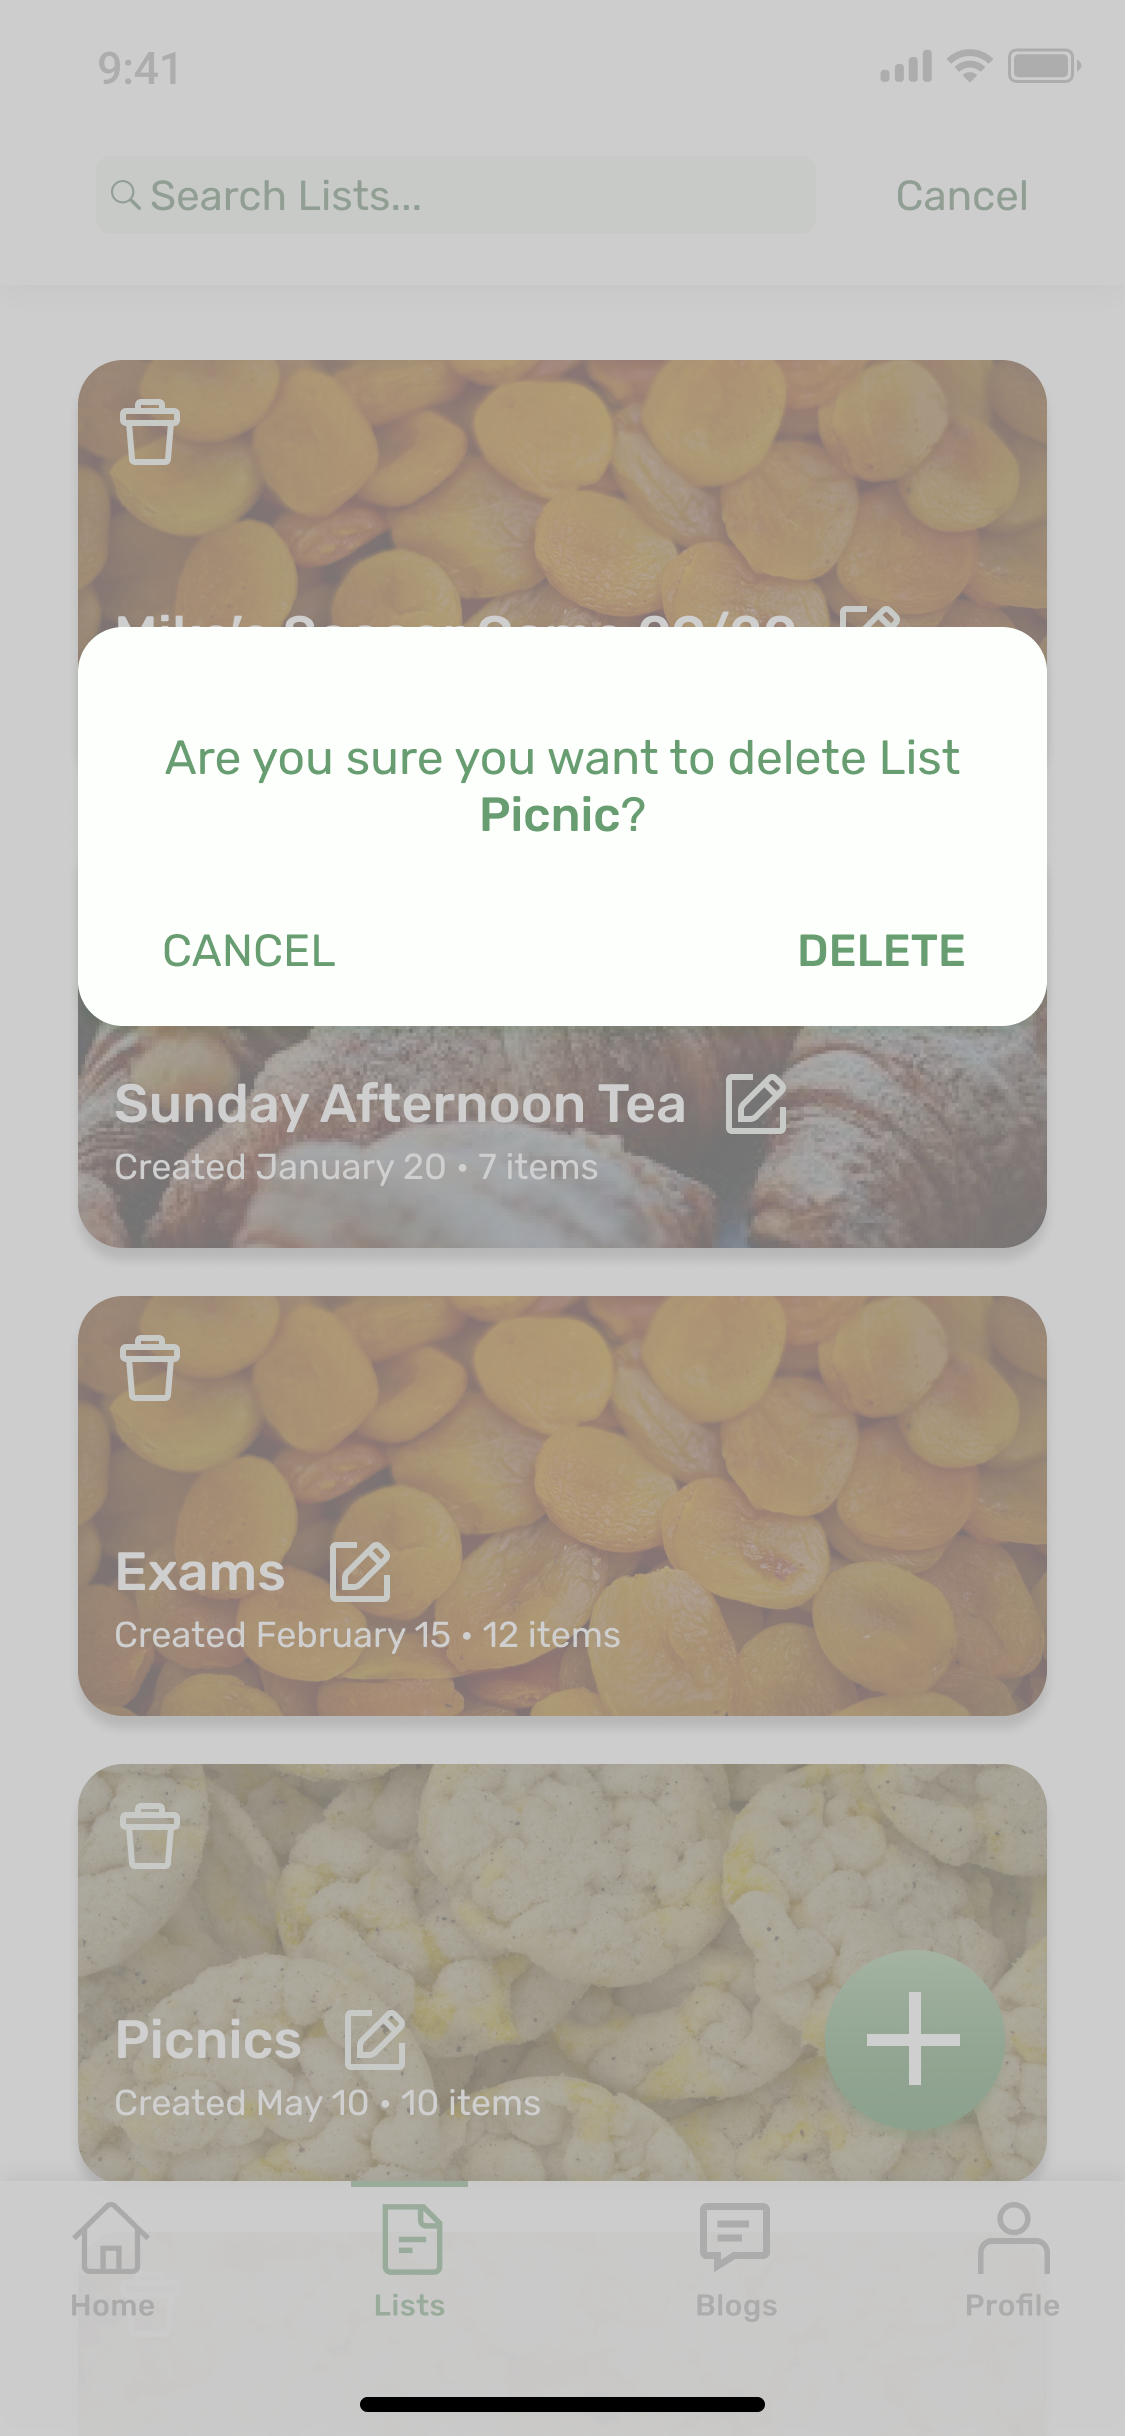 9:41
Search Lists...
Cancel
Are you sure you want to delete List
Picnic?
CANCEL
DELETE
Sunday Afternoon Tea
Created January 20 • 7 items
Exams
Created February 15 • 12 items
Picnics
Created May 10 • 10 items
Home
Lists
Blogs
Profile